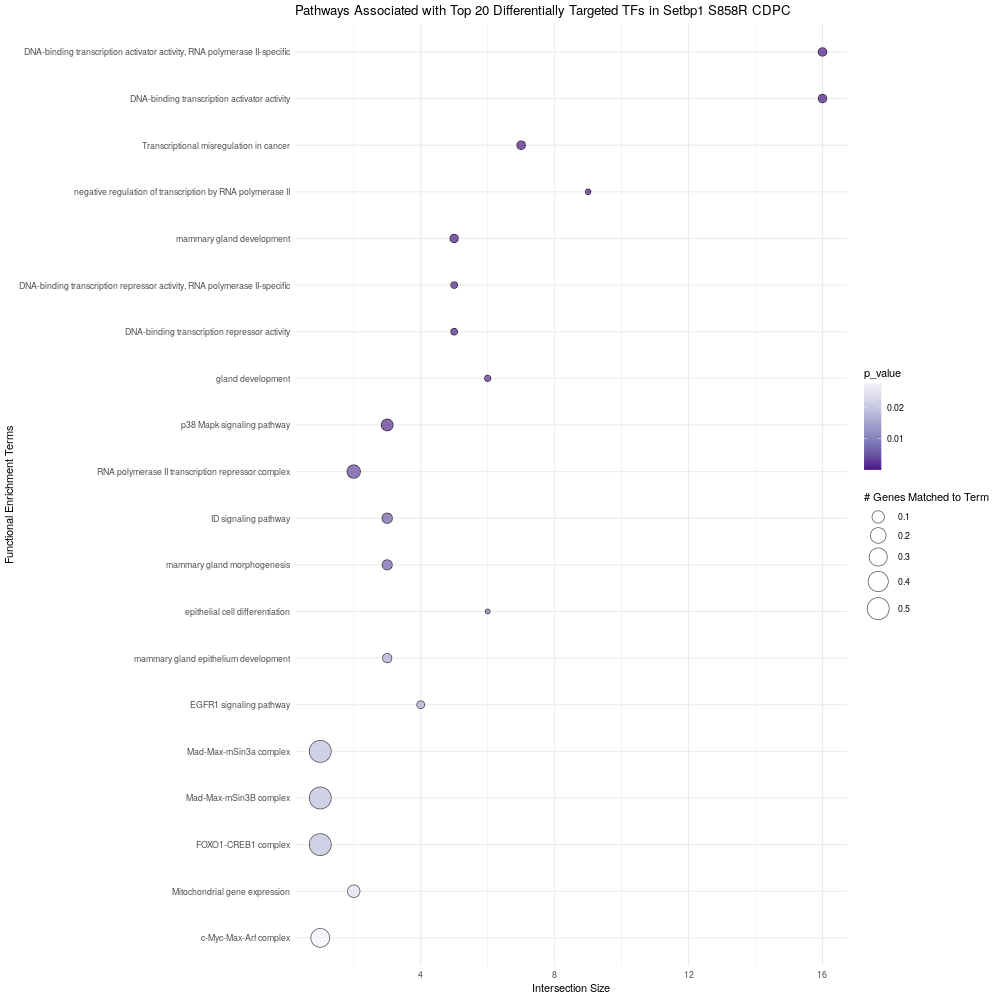 Pathways Associated with Top 20 Differentially Targeted TFs in Setbp1 S858R CDPC
DNA-binding transcription activator activity, RNA polymerase II-specific
DNA-binding transcription activator activity
Transcriptional misregulation in cancer
negative regulation of transcription by RNA polymerase II
mammary gland development
DNA-binding transcription repressor activity, RNA polymerase II-specific
DNA-binding transcription repressor activity
gland development
p38 Mapk signaling pathway
RNA polymerase II transcription repressor complex
ID signaling pathway
mammary gland morphogenesis
epithelial cell differentiation
mammary gland epithelium development
EGFR1 signaling pathway
Mad-Max-mSin3a complex
Mad-Max-mSin3B complex
FOXO1-CREB1 complex
Mitochondrial gene expression
c-Myc-Max-Arf complex
Functional Enrichment Terms
4 8 12 16
Intersection Size
p_value
0.02
0.01
# Genes Matched to Term
0.1
0.2
0.3
0.4
0.5